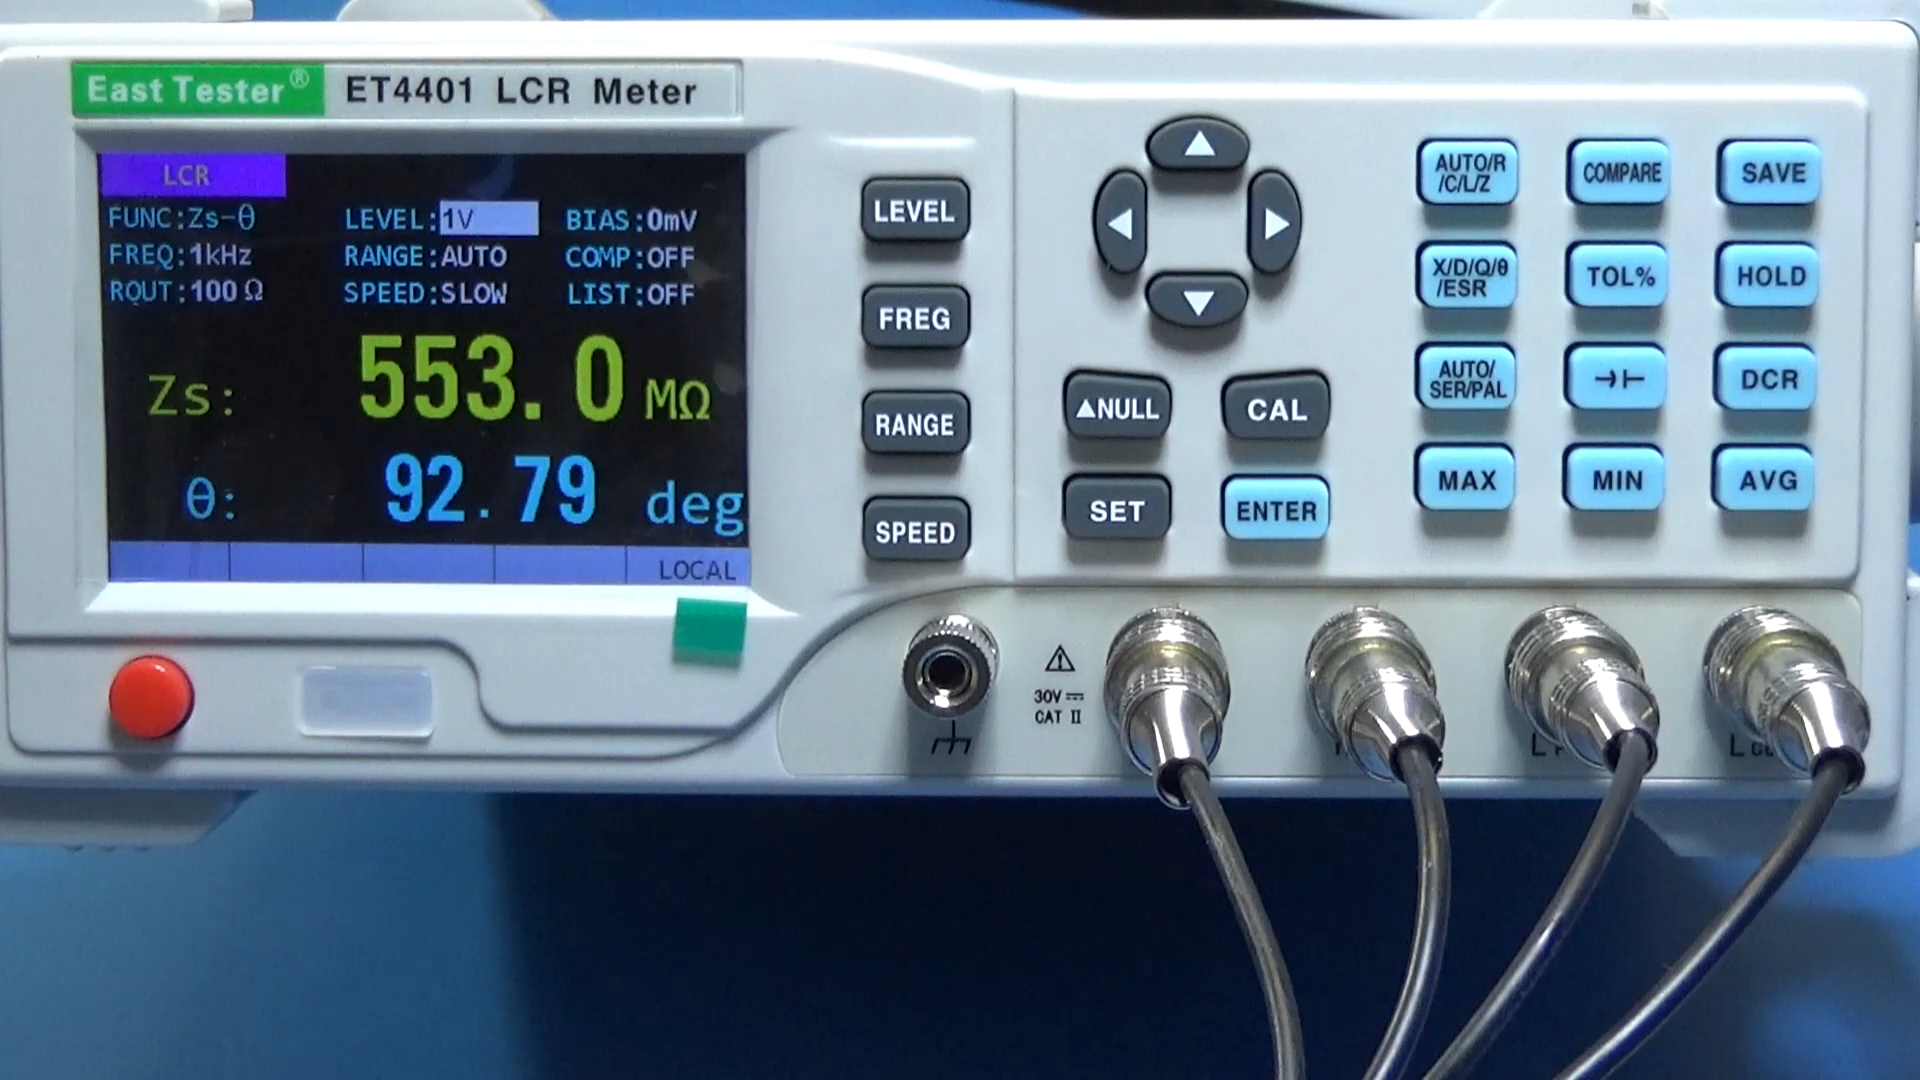 East Tester® ET4401 LCR Meter
LCR
FUNC:Zs-θ LEVEL:1V BIAS:0mV
FREQ:1kHz RANGE:AUTO COMP:OFF
ROUT:100 Ω SPEED:SLOW LIST:OFF
Zs: 553.0 MΩ
θ: 92.79 deg
LOCAL
LEVEL
FREG
RANGE
SPEED
▲
◀ ▶
▼
▲NULL CAL
SET ENTER
AUTO/R
/C/L/Z
COMPARE
SAVE
X/D/Q/θ
/ESR
TOL%
HOLD
AUTO/
SER/PAL
DCR
MAX MIN AVG
30V
CAT II